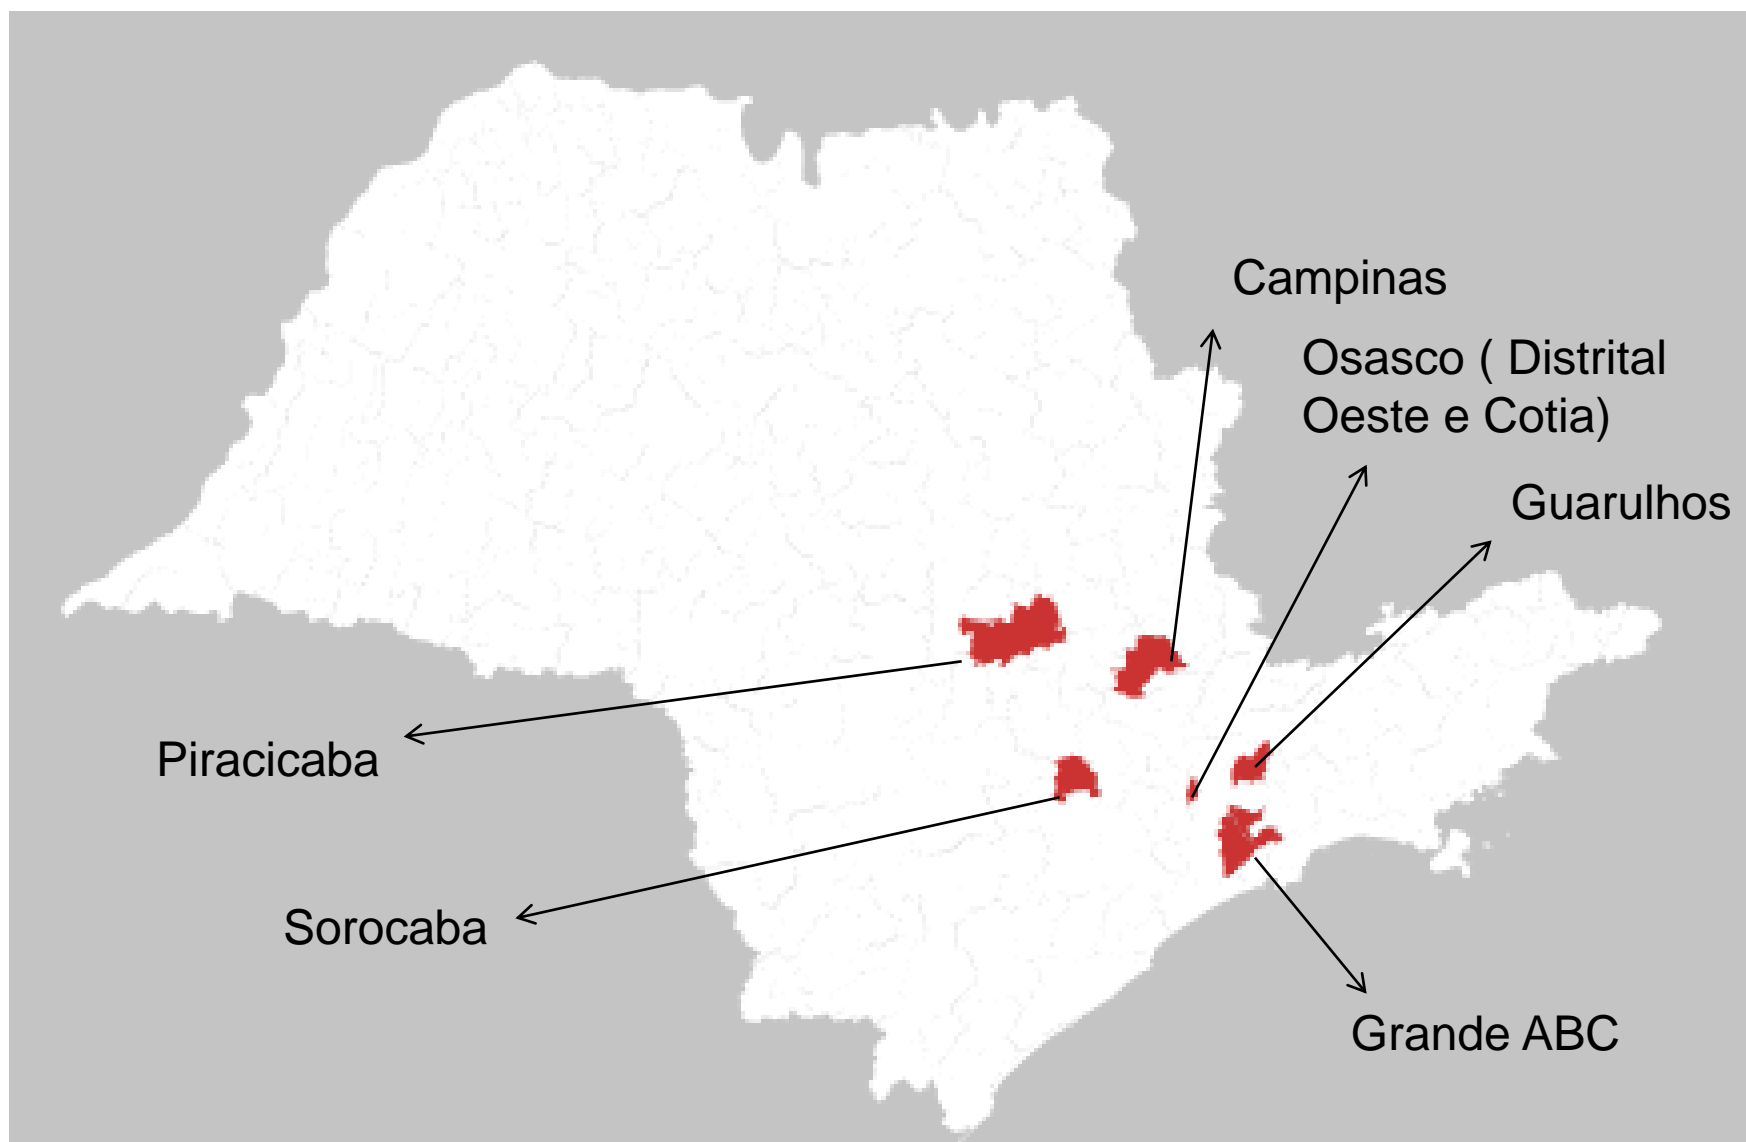 Campinas
Osasco ( Distrital
Oeste e Cotia)
Guarulhos
Piracicaba
Sorocaba
Grande ABC